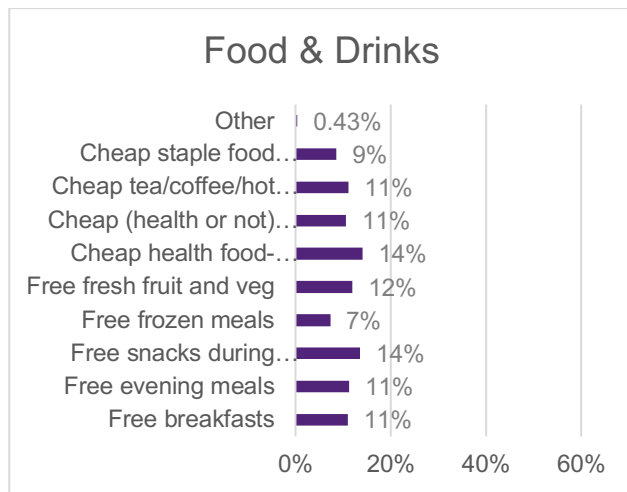 Food & Drinks
Other 0.43%
Cheap staple food… 9%
Cheap tea/coffee/hot… 11%
Cheap (health or not)… 11%
Cheap health food-… 14%
Free fresh fruit and veg 12%
Free frozen meals 7%
Free snacks during… 14%
Free evening meals 11%
Free breakfasts 11%
0% 20% 40% 60%